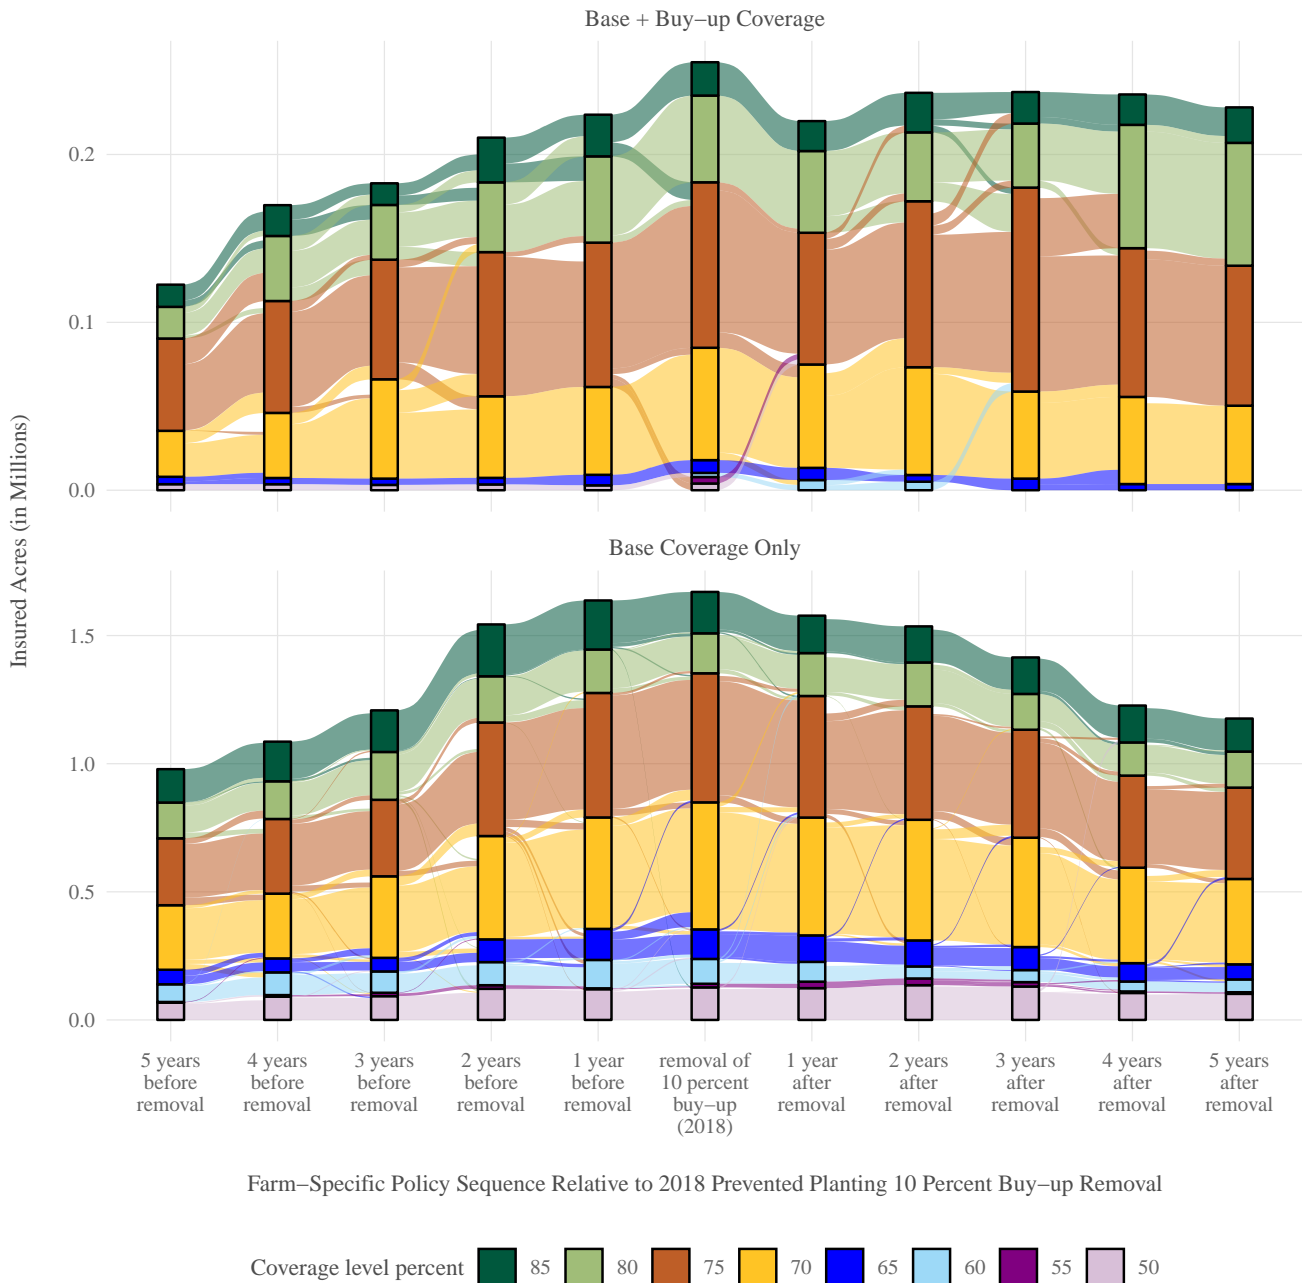 Base + Buy−up Coverage
0.2
0.1
0.0
Insured Acres (in Millions)
Base Coverage Only
1.5
1.0
0.5
0.0
5 years before removal
4 years before removal
3 years before removal
2 years before removal
1 year before removal
removal of 10 percent buy−up (2018)
1 year after removal
2 years after removal
3 years after removal
4 years after removal
5 years after removal
Farm−Specific Policy Sequence Relative to 2018 Prevented Planting 10 Percent Buy−up Removal
Coverage level percent 85 80 75 70 65 60 55 50